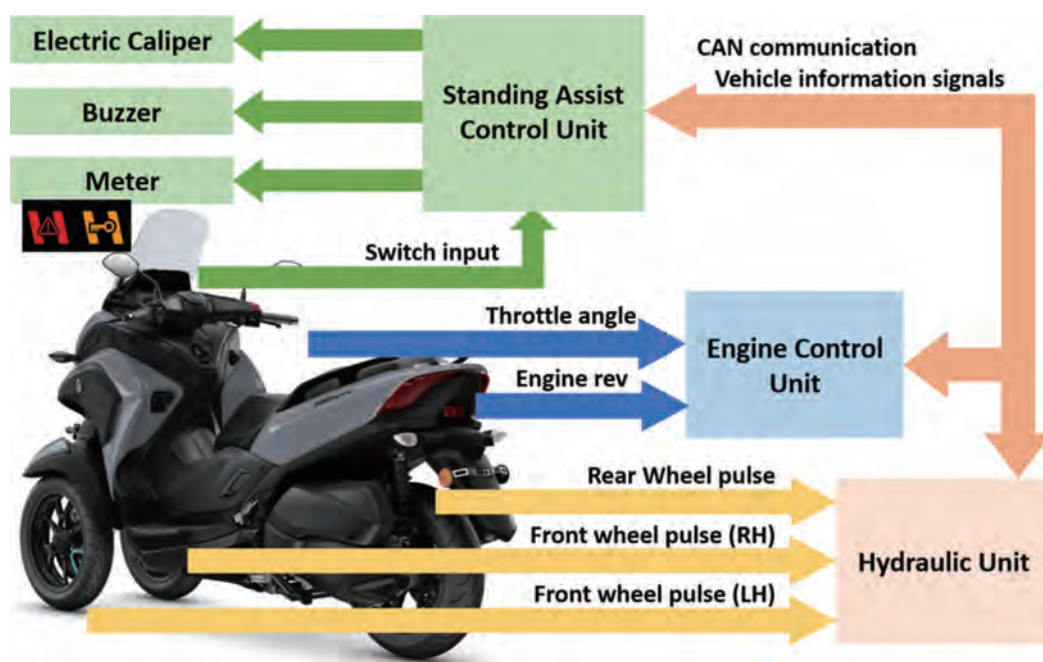 Electric Caliper
Buzzer
Meter
Standing Assist
Control Unit
CAN communication
Vehicle information signals
Switch input
Throttle angle
Engine rev
Engine Control
Unit
Rear Wheel pulse
Front wheel pulse (RH)
Front wheel pulse (LH)
Hydraulic Unit